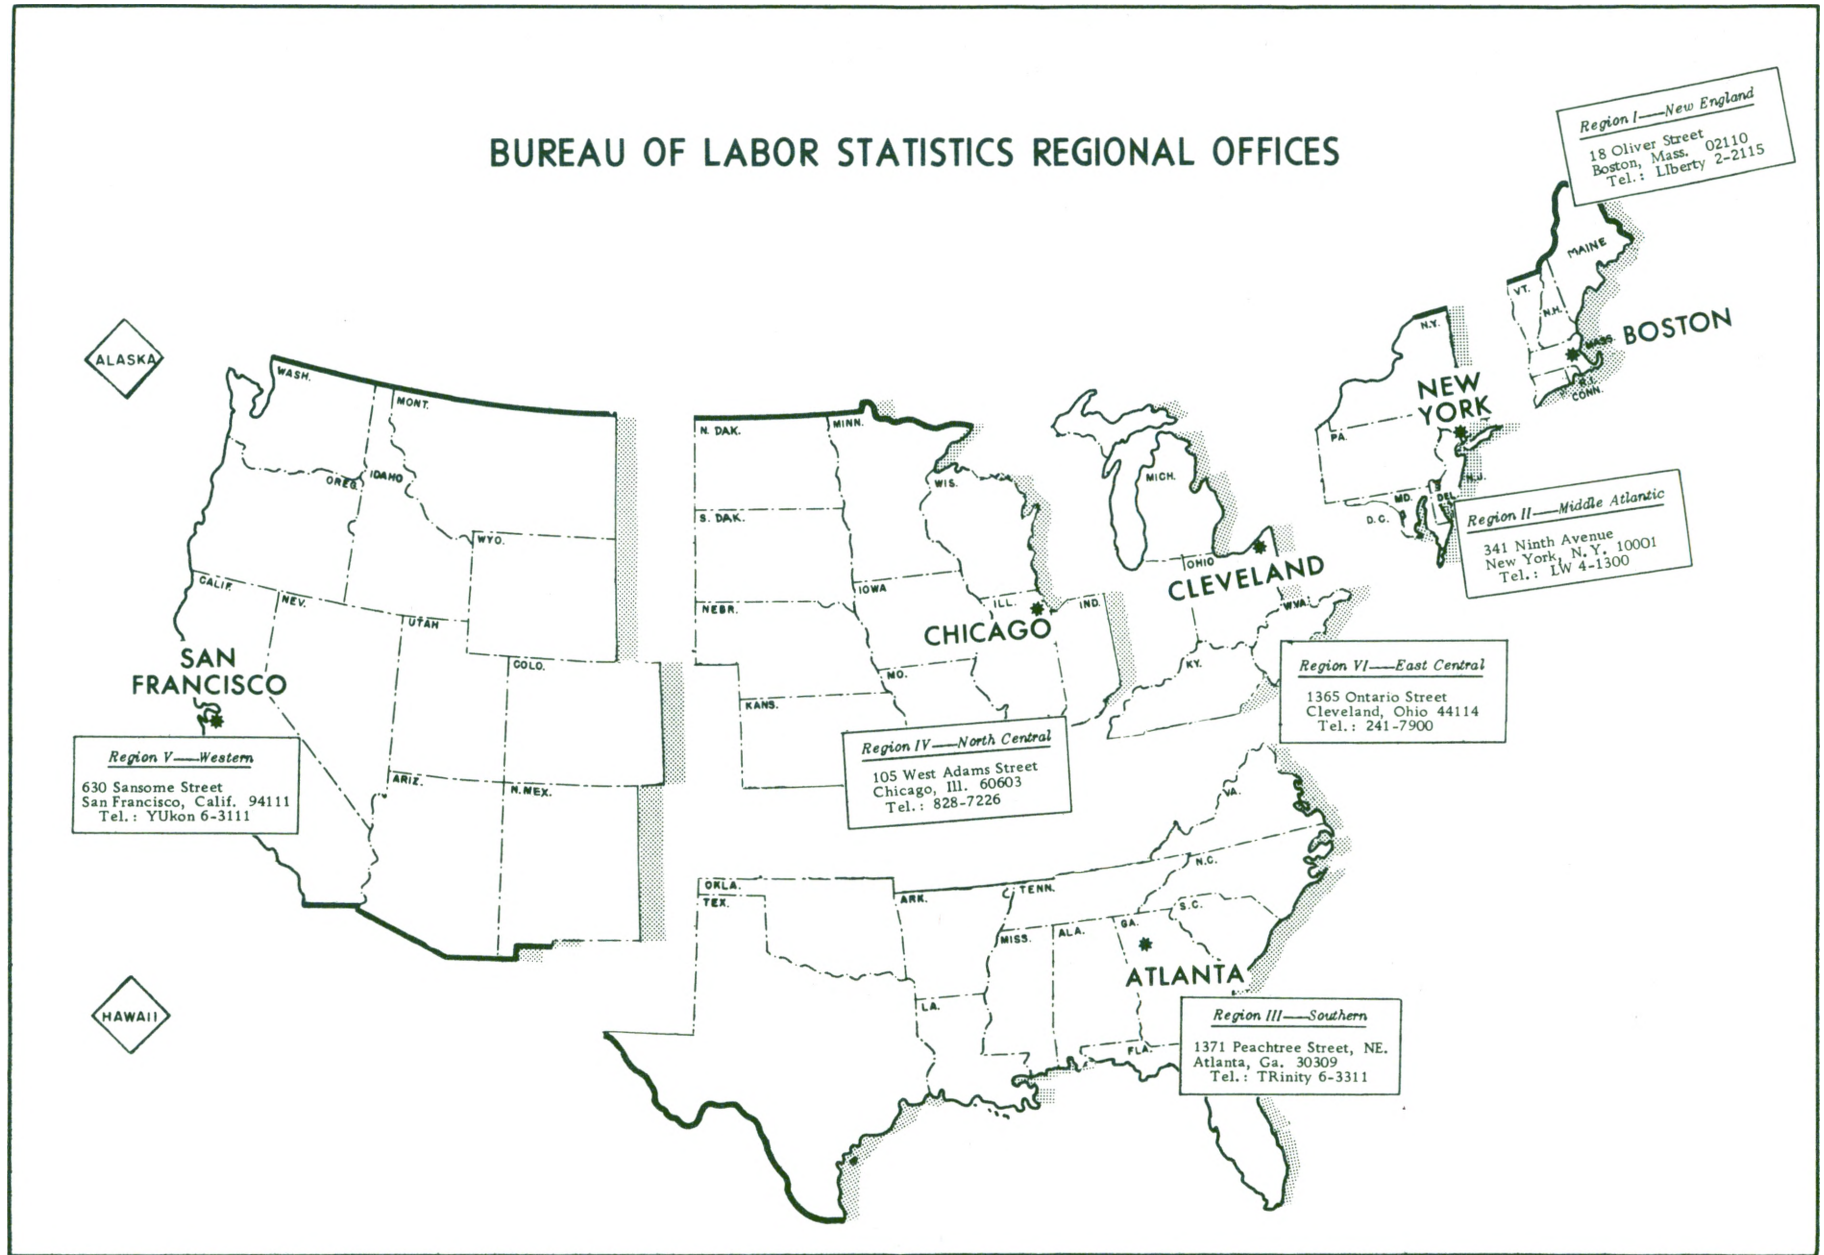 BUREAU OF LABOR STATISTICS REGIONAL OFFICES
Region I—New England
18 Oliver Street
Boston, Mass. 02110
Tel.: LIberty 2-2115
MAINE
VT.
N.H.
MASS.
BOSTON
R.I.
CONN.
N.Y.
NEW
YORK
PA.
N.J.
MD.
DEL.
D.C.
Region II—Middle Atlantic
341 Ninth Avenue
New York, N.Y. 10001
Tel.: LW 4-1300
ALASKA
WASH.
MONT.
OREG.
IDAHO
WYO.
CALIF.
NEV.
UTAH
COLO.
SAN
FRANCISCO
Region V—Western
630 Sansome Street
San Francisco, Calif. 94111
Tel.: YUkon 6-3111
ARIZ.
N.MEX.
HAWAII
N. DAK.
MINN.
S. DAK.
WIS.
NEBR.
IOWA
ILL.
IND.
CHICAGO
MO.
KANS.
Region IV—North Central
105 West Adams Street
Chicago, Ill. 60603
Tel.: 828-7226
MICH.
OHIO
CLEVELAND
W.VA.
KY.
Region VI—East Central
1365 Ontario Street
Cleveland, Ohio 44114
Tel.: 241-7900
VA.
N.C.
OKLA.
TEX.
ARK.
TENN.
S.C.
MISS.
ALA.
GA.
ATLANTA
LA.
FLA.
Region III—Southern
1371 Peachtree Street, NE.
Atlanta, Ga. 30309
Tel.: TRinity 6-3311